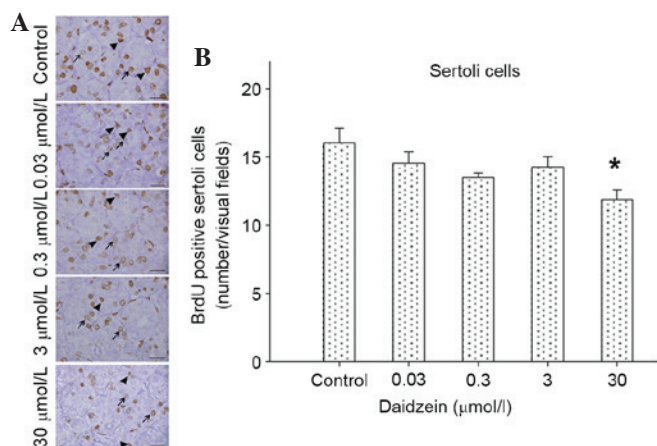 A
Control
0.03 µmol/L
0.3 µmol/L
3 µmol/L
30 µmol/L
B
Sertoli cells
BrdU positive sertoli cells
(number/visual fields)
20
15
10
5
0
*
Control 0.03 0.3 3 30
Daidzein (µmol/l)